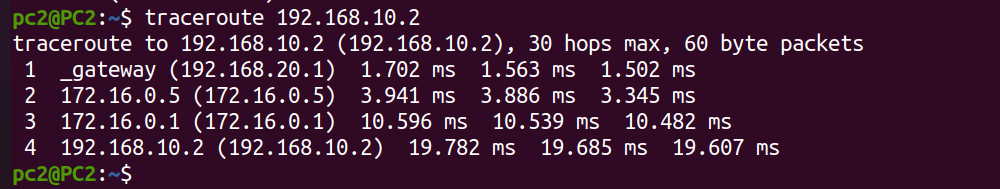 pc2@PC2:~$ traceroute 192.168.10.2
traceroute to 192.168.10.2 (192.168.10.2), 30 hops max, 60 byte packets
 1  _gateway (192.168.20.1)  1.702 ms  1.563 ms  1.502 ms
 2  172.16.0.5 (172.16.0.5)  3.941 ms  3.886 ms  3.345 ms
 3  172.16.0.1 (172.16.0.1)  10.596 ms  10.539 ms  10.482 ms
 4  192.168.10.2 (192.168.10.2)  19.782 ms  19.685 ms  19.607 ms
pc2@PC2:~$